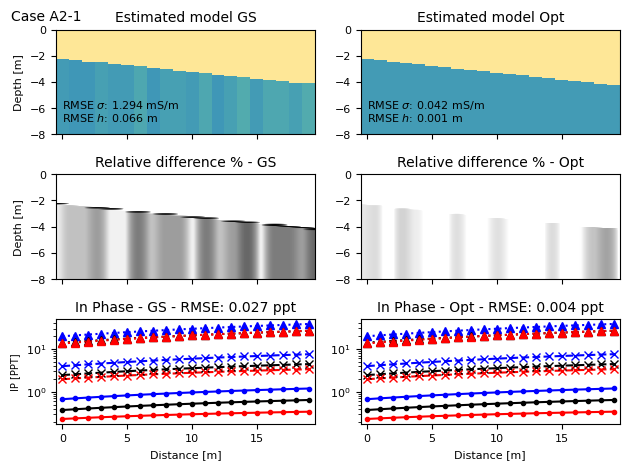 Case A2-1
Estimated model GS
Estimated model Opt
0
−2
−4
−6
−8
Depth [m]
RMSE σ: 1.294 mS/m
RMSE h: 0.066 m
0
−2
−4
−6
−8
RMSE σ: 0.042 mS/m
RMSE h: 0.001 m
Relative difference % - GS
Relative difference % - Opt
0
−2
−4
−6
−8
Depth [m]
0
−2
−4
−6
−8
In Phase - GS - RMSE: 0.027 ppt
In Phase - Opt - RMSE: 0.004 ppt
10¹
10⁰
IP [PPT]
0 5 10 15
Distance [m]
10¹
10⁰
0 5 10 15
Distance [m]